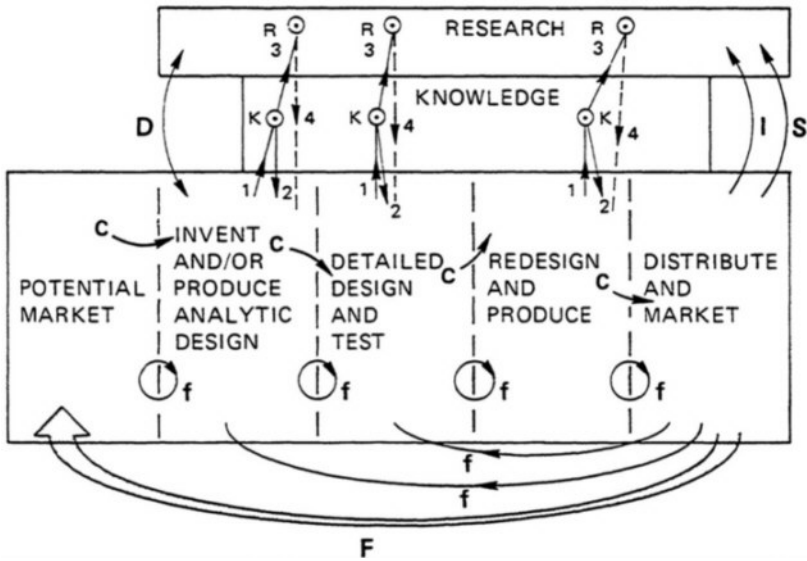 R
3
R
3
RESEARCH
R
3
KNOWLEDGE
D
K
4
K
4
K
4
I
S
1
2
1
2
1
2
C
INVENT
AND/OR
PRODUCE
ANALYTIC
DESIGN
C
DETAILED
DESIGN
AND
TEST
C
REDESIGN
AND
PRODUCE
C
DISTRIBUTE
AND
MARKET
POTENTIAL
MARKET
f
f
f
f
f
f
F